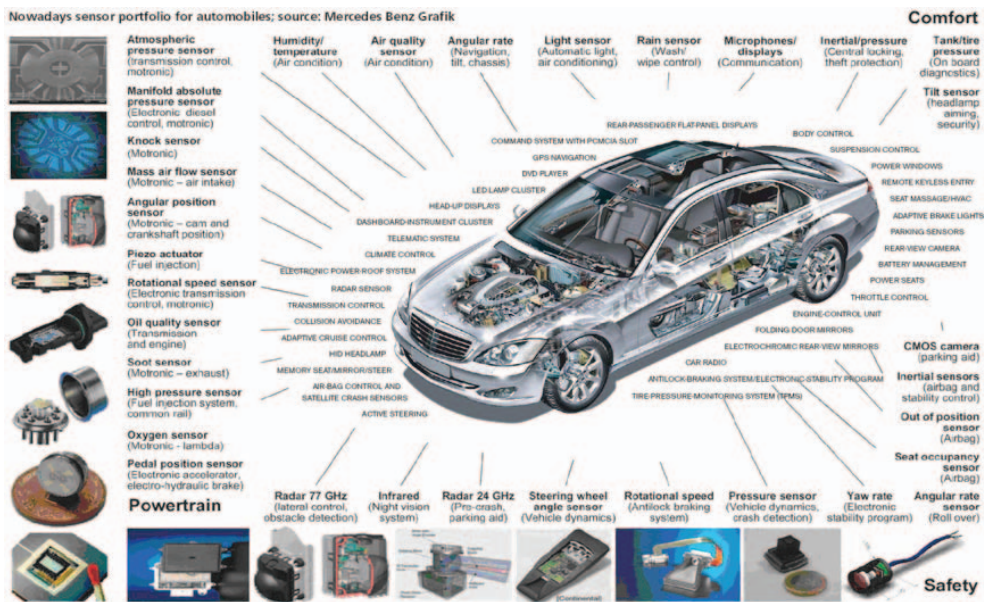 Nowadays sensor portfolio for automobiles; source: Mercedes Benz Grafik
Comfort
Atmospheric
pressure sensor
(transmission control,
motronic)
Manifold absolute
pressure sensor
(Electronic diesel
control, motronic)
Knock sensor
(Motronic)
Mass air flow sensor
(Motronic – air intake)
Angular position
sensor
(Motronic – cam and
crankshaft position)
Piezo actuator
(Fuel injection)
Rotational speed sensor
(Electronic transmission
control, motronic)
Oil quality sensor
(Transmission
and engine)
Soot sensor
(Motronic – exhaust)
High pressure sensor
(Fuel injection system,
common rail)
Oxygen sensor
(Motronic - lambda)
Pedal position sensor
(Electronic accelerator,
electro-hydraulic brake)
Powertrain
Humidity/
temperature
(Air condition)
Air quality
sensor
(Air condition)
Angular rate
(Navigation,
tilt, chassis)
Light sensor
(Automatic light,
air conditioning)
Rain sensor
(Wash/
wipe control)
Microphones/
displays
(Communication)
Inertial/pressure
(Central locking,
theft protection)
Tank/tire
pressure
(On board
diagnostics)
Tilt sensor
(headlamp
aiming,
security)
REAR-PASSENGER FLAT-PANEL DISPLAYS
COMMAND SYSTEM WITH PCMCIA SLOT
GPS NAVIGATION
DVD PLAYER
LED LAMP CLUSTER
HEAD-UP DISPLAYS
DASHBOARD-INSTRUMENT CLUSTER
TELEMATIC SYSTEM
CLIMATE CONTROL
ELECTRONIC POWER-ROOF SYSTEM
RADAR SENSOR
TRANSMISSION CONTROL
COLLISION AVOIDANCE
ADAPTIVE CRUISE CONTROL
HID HEADLAMP
MEMORY SEAT/MIRROR/STEER
AIR-BAG CONTROL AND
SATELLITE CRASH SENSORS
ACTIVE STEERING
BODY CONTROL
SUSPENSION CONTROL
POWER WINDOWS
REMOTE KEYLESS ENTRY
SEAT MASSAGE/HVAC
ADAPTIVE BRAKE LIGHTS
PARKING SENSORS
REAR-VIEW CAMERA
BATTERY MANAGEMENT
POWER SEATS
THROTTLE CONTROL
ENGINE-CONTROL UNIT
FOLDING DOOR MIRRORS
ELECTROCHROMIC REAR-VIEW MIRRORS
CAR RADIO
ANTILOCK-BRAKING SYSTEM/ELECTRONIC-STABILITY PROGRAM
TIRE-PRESSURE-MONITORING SYSTEM (TPMS)
CMOS camera
(parking aid)
Inertial sensors
(airbag and
stability control)
Out of position
sensor
(Airbag)
Seat occupancy
sensor
(Airbag)
Radar 77 GHz
(lateral control,
obstacle detection)
Infrared
(Night vision
system)
Radar 24 GHz
(Pre-crash,
parking aid)
Steering wheel
angle sensor
(Vehicle dynamics)
Rotational speed
(Antilock braking
system)
Pressure sensor
(Vehicle dynamics,
crash detection)
Yaw rate
(Electronic
stability program)
Angular rate
sensor
(Roll over)
(Continental)
Safety